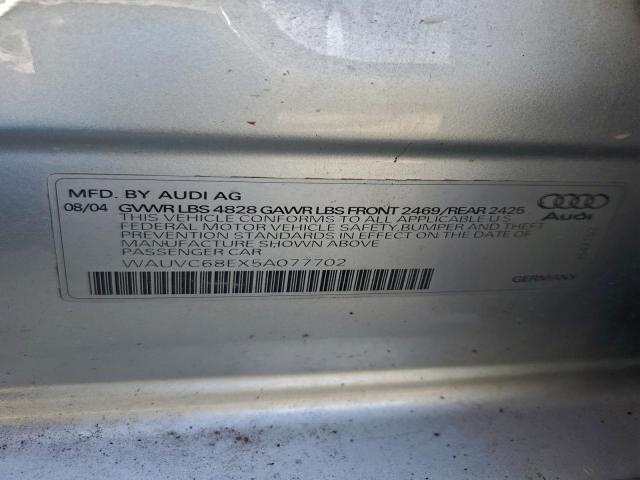 MFD. BY AUDI AG
08/04 GVWR LBS 4828 GAWR LBS FRONT 2469/REAR 2425
THIS VEHICLE CONFORMS TO ALL APPLICABLE U.S.
FEDERAL MOTOR VEHICLE SAFETY, BUMPER AND THEFT
PREVENTION STANDARDS IN EFFECT ON THE DATE OF
MANUFACTURE SHOWN ABOVE
PASSENGER CAR
WAUVC68EX5A077702
Audi
GERMANY